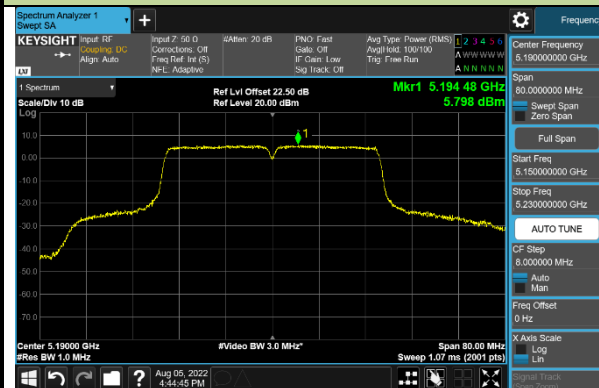 Spectrum Analyzer 1
Swept SA
+
Frequency
KEYSIGHT
Input: RF
Coupling: DC
Align: Auto
Input Z: 50 Ω
Corrections: Off
Freq Ref: Int (S)
NFE: Adaptive
#Atten: 20 dB
PNO: Fast
Gate: Off
IF Gain: Low
Sig Track: Off
Avg Type: Power (RMS)
Avg|Hold: 100/100
Trig: Free Run
1 2 3 4 5 6
A W W W W W
A N N N N N
LXI
1 Spectrum
Scale/Div 10 dB
Log
Ref Lvl Offset 22.50 dB
Ref Level 20.00 dBm
Mkr1 5.194 48 GHz
5.798 dBm
1
10.0
0.00
-10.0
-20.0
-30.0
-40.0
-50.0
-60.0
-70.0
Center 5.19000 GHz
#Res BW 1.0 MHz
#Video BW 3.0 MHz*
Span 80.00 MHz
Sweep 1.07 ms (2001 pts)
Center Frequency
5.190000000 GHz
Span
80.0000000 MHz
Swept Span
Zero Span
Full Span
Start Freq
5.150000000 GHz
Stop Freq
5.230000000 GHz
AUTO TUNE
CF Step
8.000000 MHz
Auto
Man
Freq Offset
0 Hz
X Axis Scale
Log
Lin
Signal Track
(Span Zoom)
?
Aug 05, 2022
4:44:45 PM